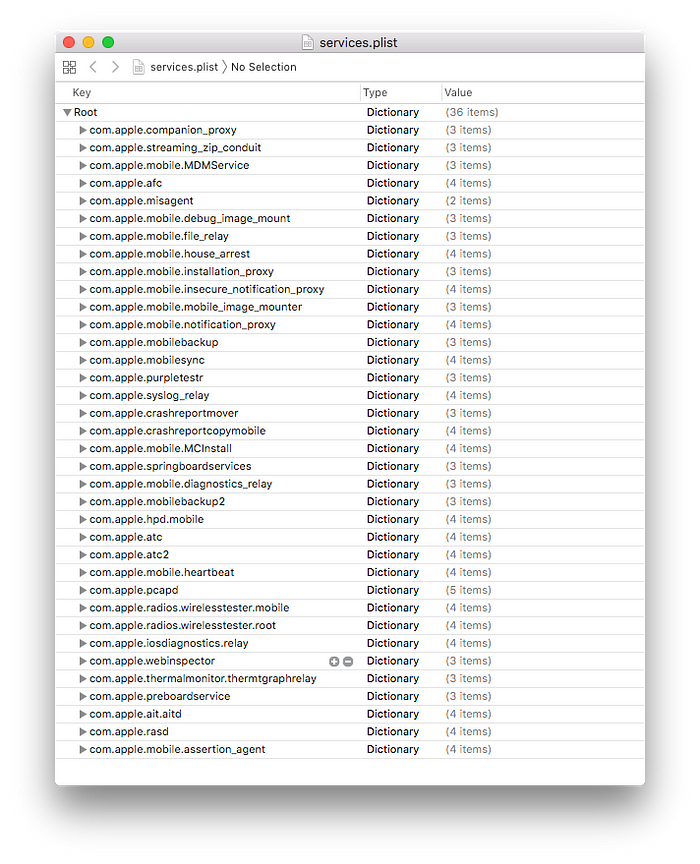 services.plist
services.plist No Selection
Key Type Value
Root Dictionary (36 items)
com.apple.companion_proxy Dictionary (3 items)
com.apple.streaming_zip_conduit Dictionary (3 items)
com.apple.mobile.MDMService Dictionary (3 items)
com.apple.afc Dictionary (4 items)
com.apple.misagent Dictionary (2 items)
com.apple.mobile.debug_image_mount Dictionary (3 items)
com.apple.mobile.file_relay Dictionary (3 items)
com.apple.mobile.house_arrest Dictionary (4 items)
com.apple.mobile.installation_proxy Dictionary (3 items)
com.apple.mobile.insecure_notification_proxy Dictionary (4 items)
com.apple.mobile.mobile_image_mounter Dictionary (3 items)
com.apple.mobile.notification_proxy Dictionary (4 items)
com.apple.mobilebackup Dictionary (3 items)
com.apple.mobilesync Dictionary (4 items)
com.apple.purpletestr Dictionary (3 items)
com.apple.syslog_relay Dictionary (4 items)
com.apple.crashreportmover Dictionary (3 items)
com.apple.crashreportcopymobile Dictionary (4 items)
com.apple.mobile.MCInstall Dictionary (4 items)
com.apple.springboardservices Dictionary (3 items)
com.apple.mobile.diagnostics_relay Dictionary (3 items)
com.apple.mobilebackup2 Dictionary (3 items)
com.apple.hpd.mobile Dictionary (4 items)
com.apple.atc Dictionary (4 items)
com.apple.atc2 Dictionary (4 items)
com.apple.mobile.heartbeat Dictionary (4 items)
com.apple.pcapd Dictionary (5 items)
com.apple.radios.wirelesstester.mobile Dictionary (4 items)
com.apple.radios.wirelesstester.root Dictionary (4 items)
com.apple.iosdiagnostics.relay Dictionary (4 items)
com.apple.webinspector Dictionary (3 items)
com.apple.thermalmonitor.thermtgraphrelay Dictionary (3 items)
com.apple.preboardservice Dictionary (3 items)
com.apple.ait.aitd Dictionary (4 items)
com.apple.rasd Dictionary (4 items)
com.apple.mobile.assertion_agent Dictionary (4 items)